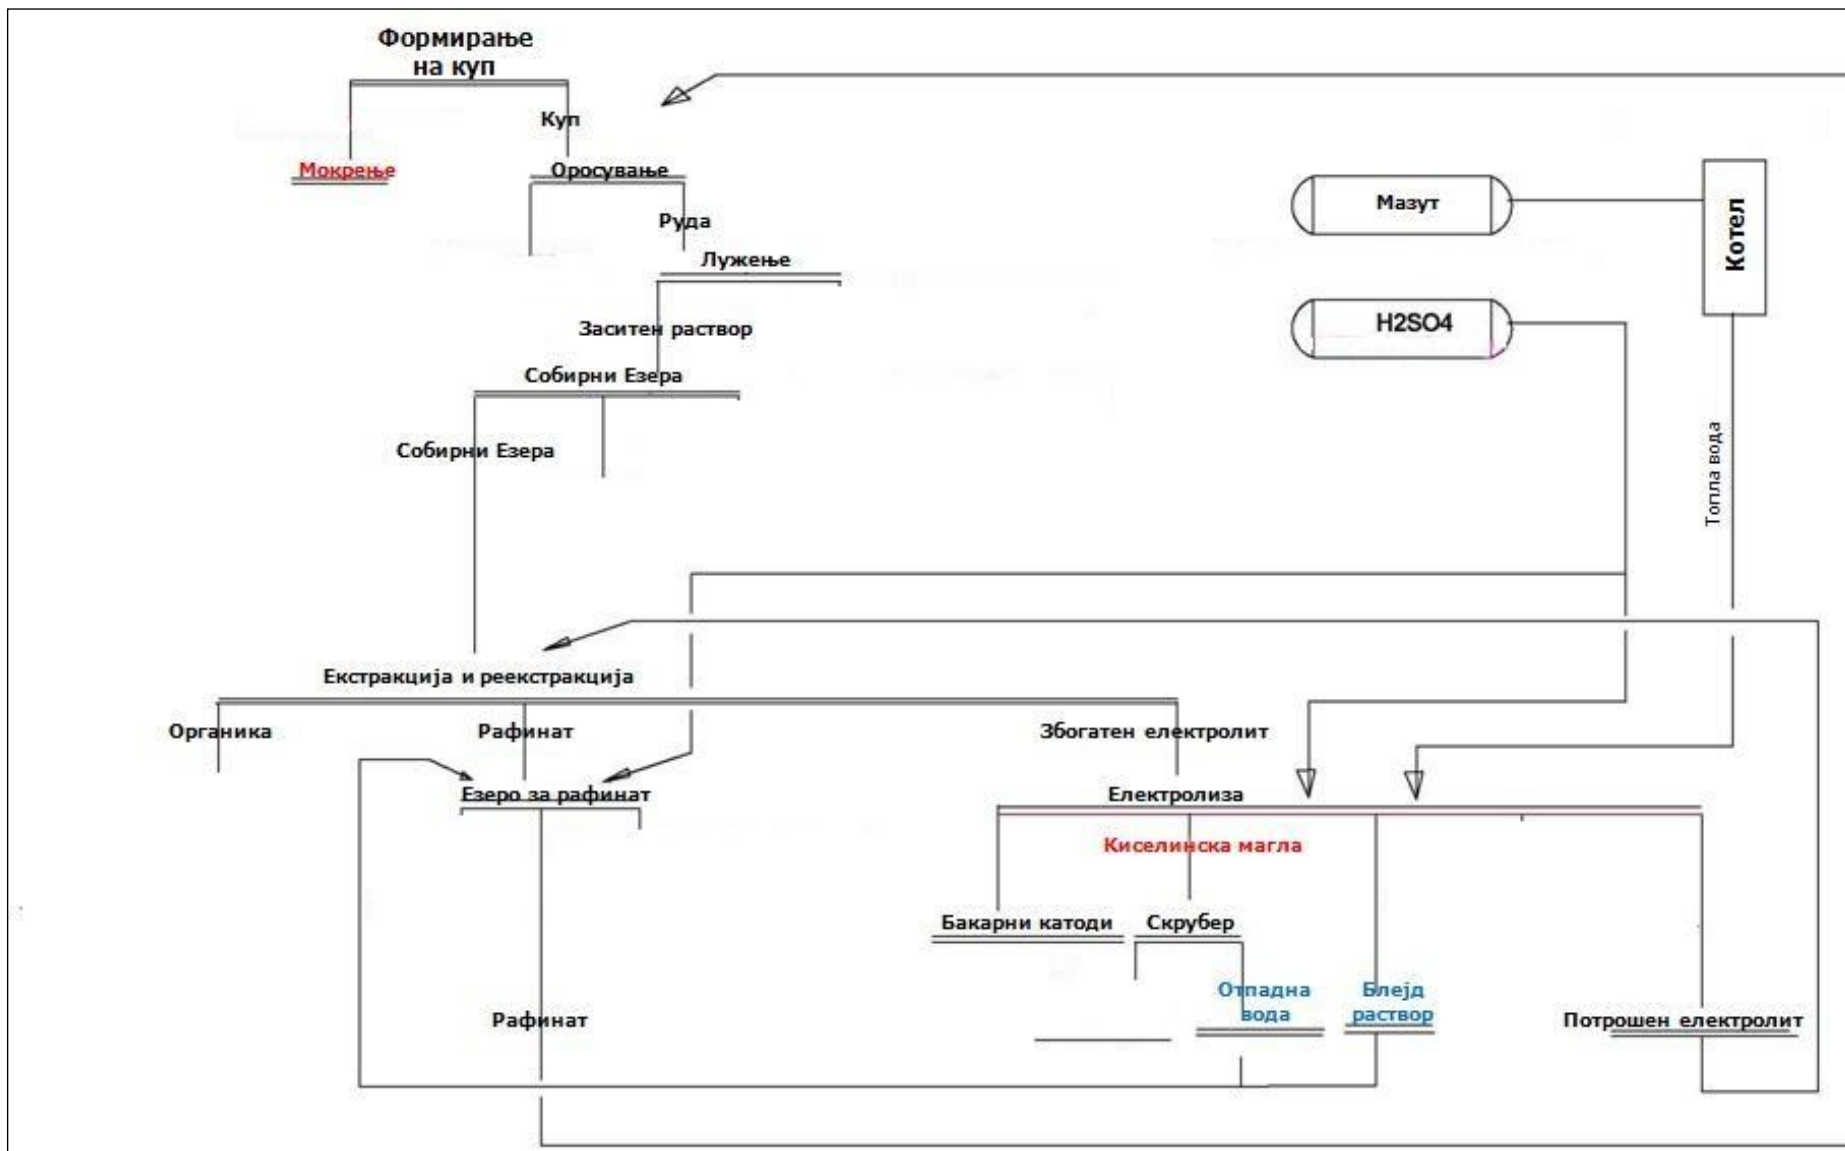 Формирање
на куп
Куп
Мокрење
Оросување
Руда
Лужење
Заситен раствор
Собирни Езера
Собирни Езера
Мазут
Котел
H2SO4
Топла вода
Екстракција и реекстракција
Органика
Рафинат
Збогатен електролит
Езеро за рафинат
Електролиза
Киселинска магла
Бакарни катоди
Скрубер
Отпадна
вода
Блејд
раствор
Рафинат
Потрошен електролит